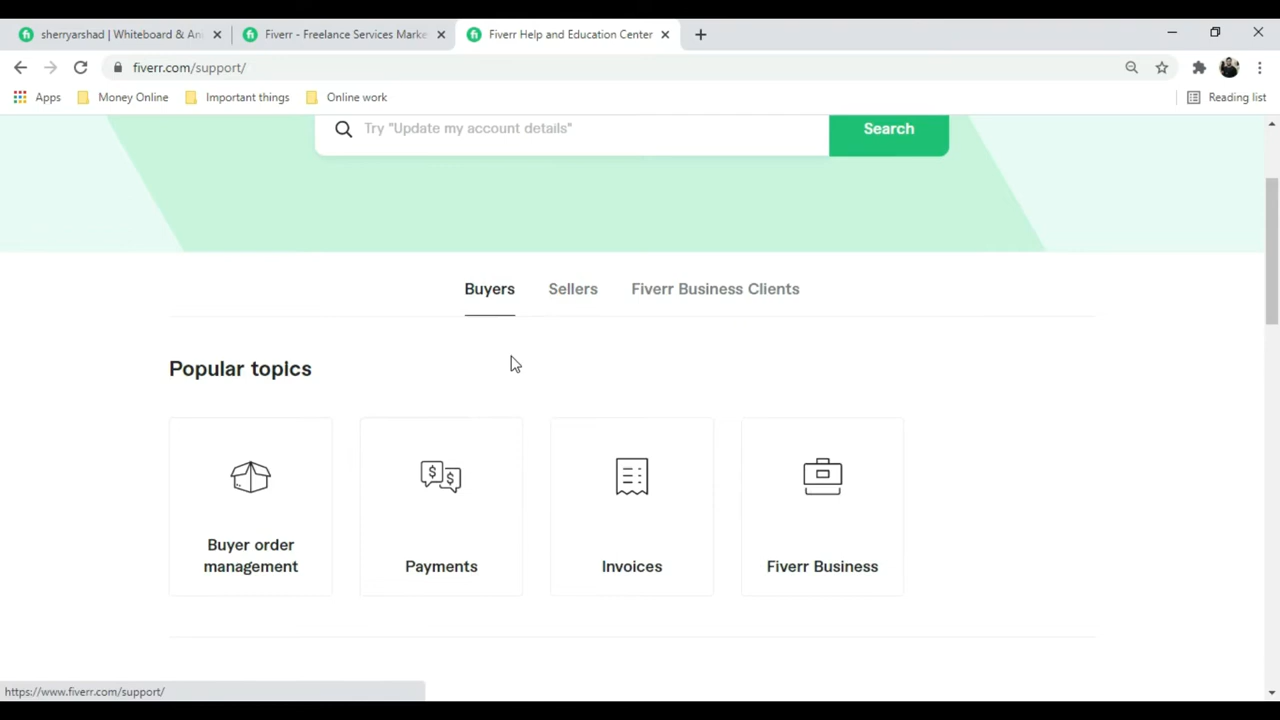 sherryarshad | Whiteboard & An
Fiverr - Freelance Services Marke
Fiverr Help and Education Center
fiverr.com/support/
Apps
Money Online
Important things
Online work
Reading list
Try "Update my account details"
Search
Buyers
Sellers
Fiverr Business Clients
Popular topics
Buyer order
management
Payments
Invoices
Fiverr Business
https://www.fiverr.com/support/